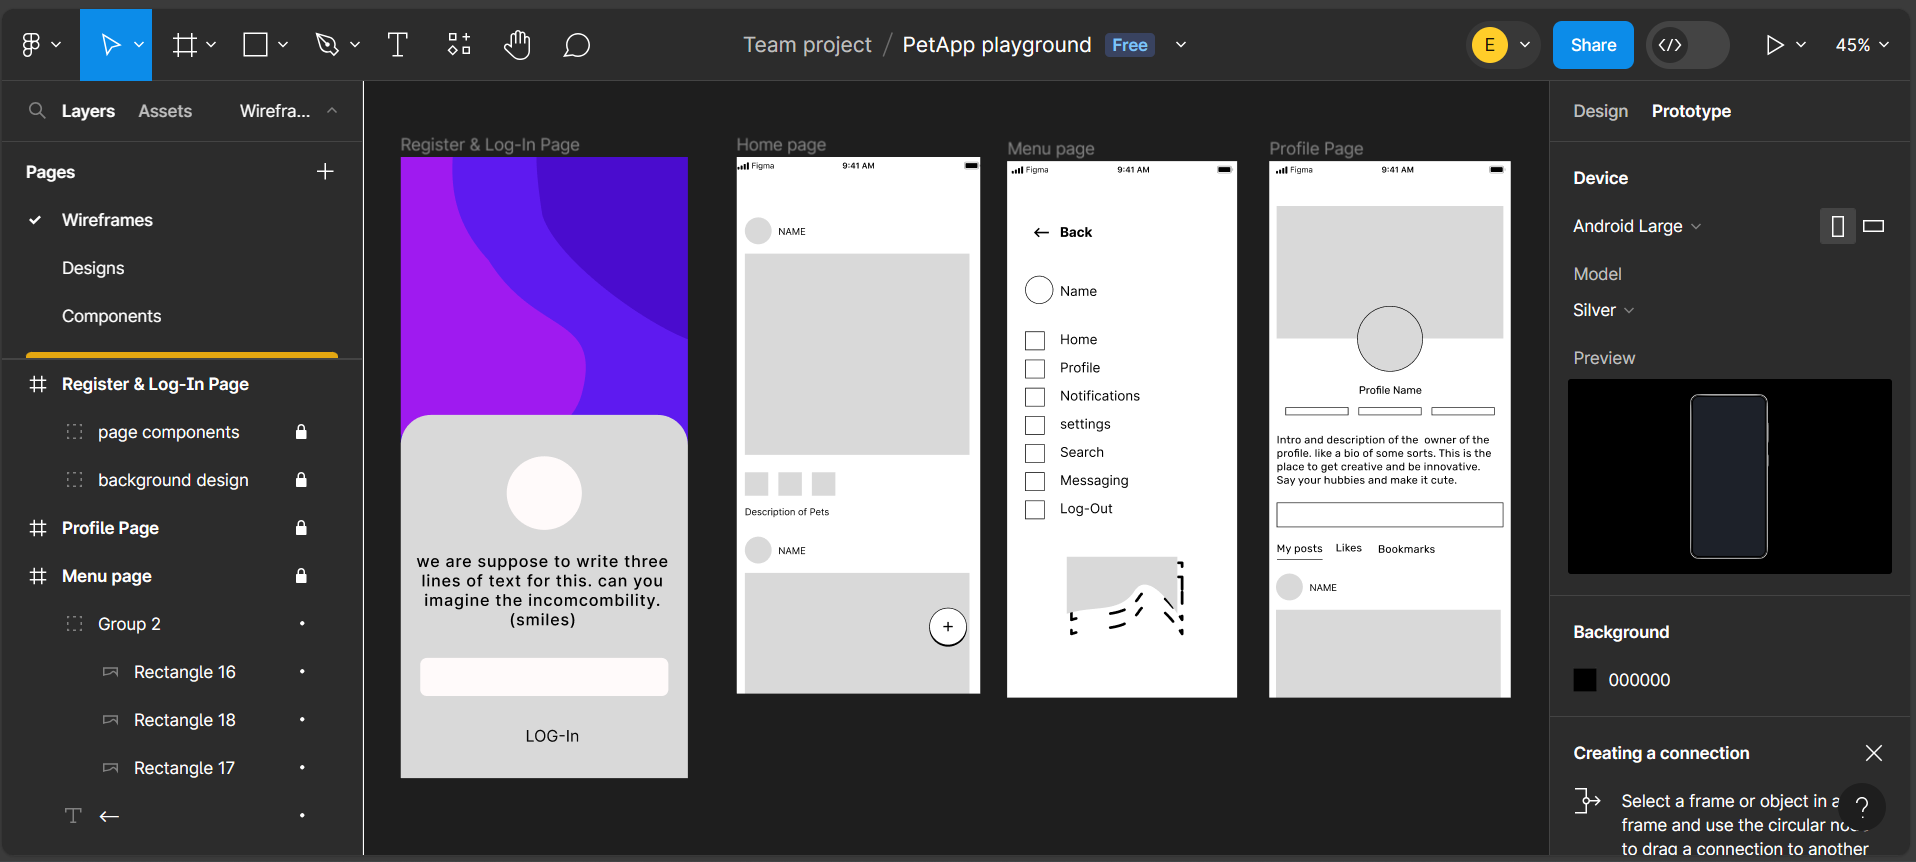 Team project / PetApp playground Free
E
Share
45%
Layers Assets Wirefra...
Pages
Wireframes
Designs
Components
Register & Log-In Page
page components
background design
Profile Page
Menu page
Group 2
Rectangle 16
Rectangle 18
Rectangle 17
T ←
Register & Log-In Page
we are suppose to write three
lines of text for this. can you
imagine the incomcombility.
(smiles)
LOG-In
Home page
Figma 9:41 AM
NAME
Description of Pets
NAME
+
Menu page
Figma 9:41 AM
← Back
Name
Home
Profile
Notifications
settings
Search
Messaging
Log-Out
Profile Page
Figma 9:41 AM
Profile Name
Intro and description of the owner of the
profile. like a bio of some sorts. This is the
place to get creative and be innovative.
Say your hubbies and make it cute.
My posts Likes Bookmarks
NAME
Design Prototype
Device
Android Large
Model
Silver
Preview
Background
000000
Creating a connection
Select a frame or object in a
frame and use the circular
to drag a connection to another
?